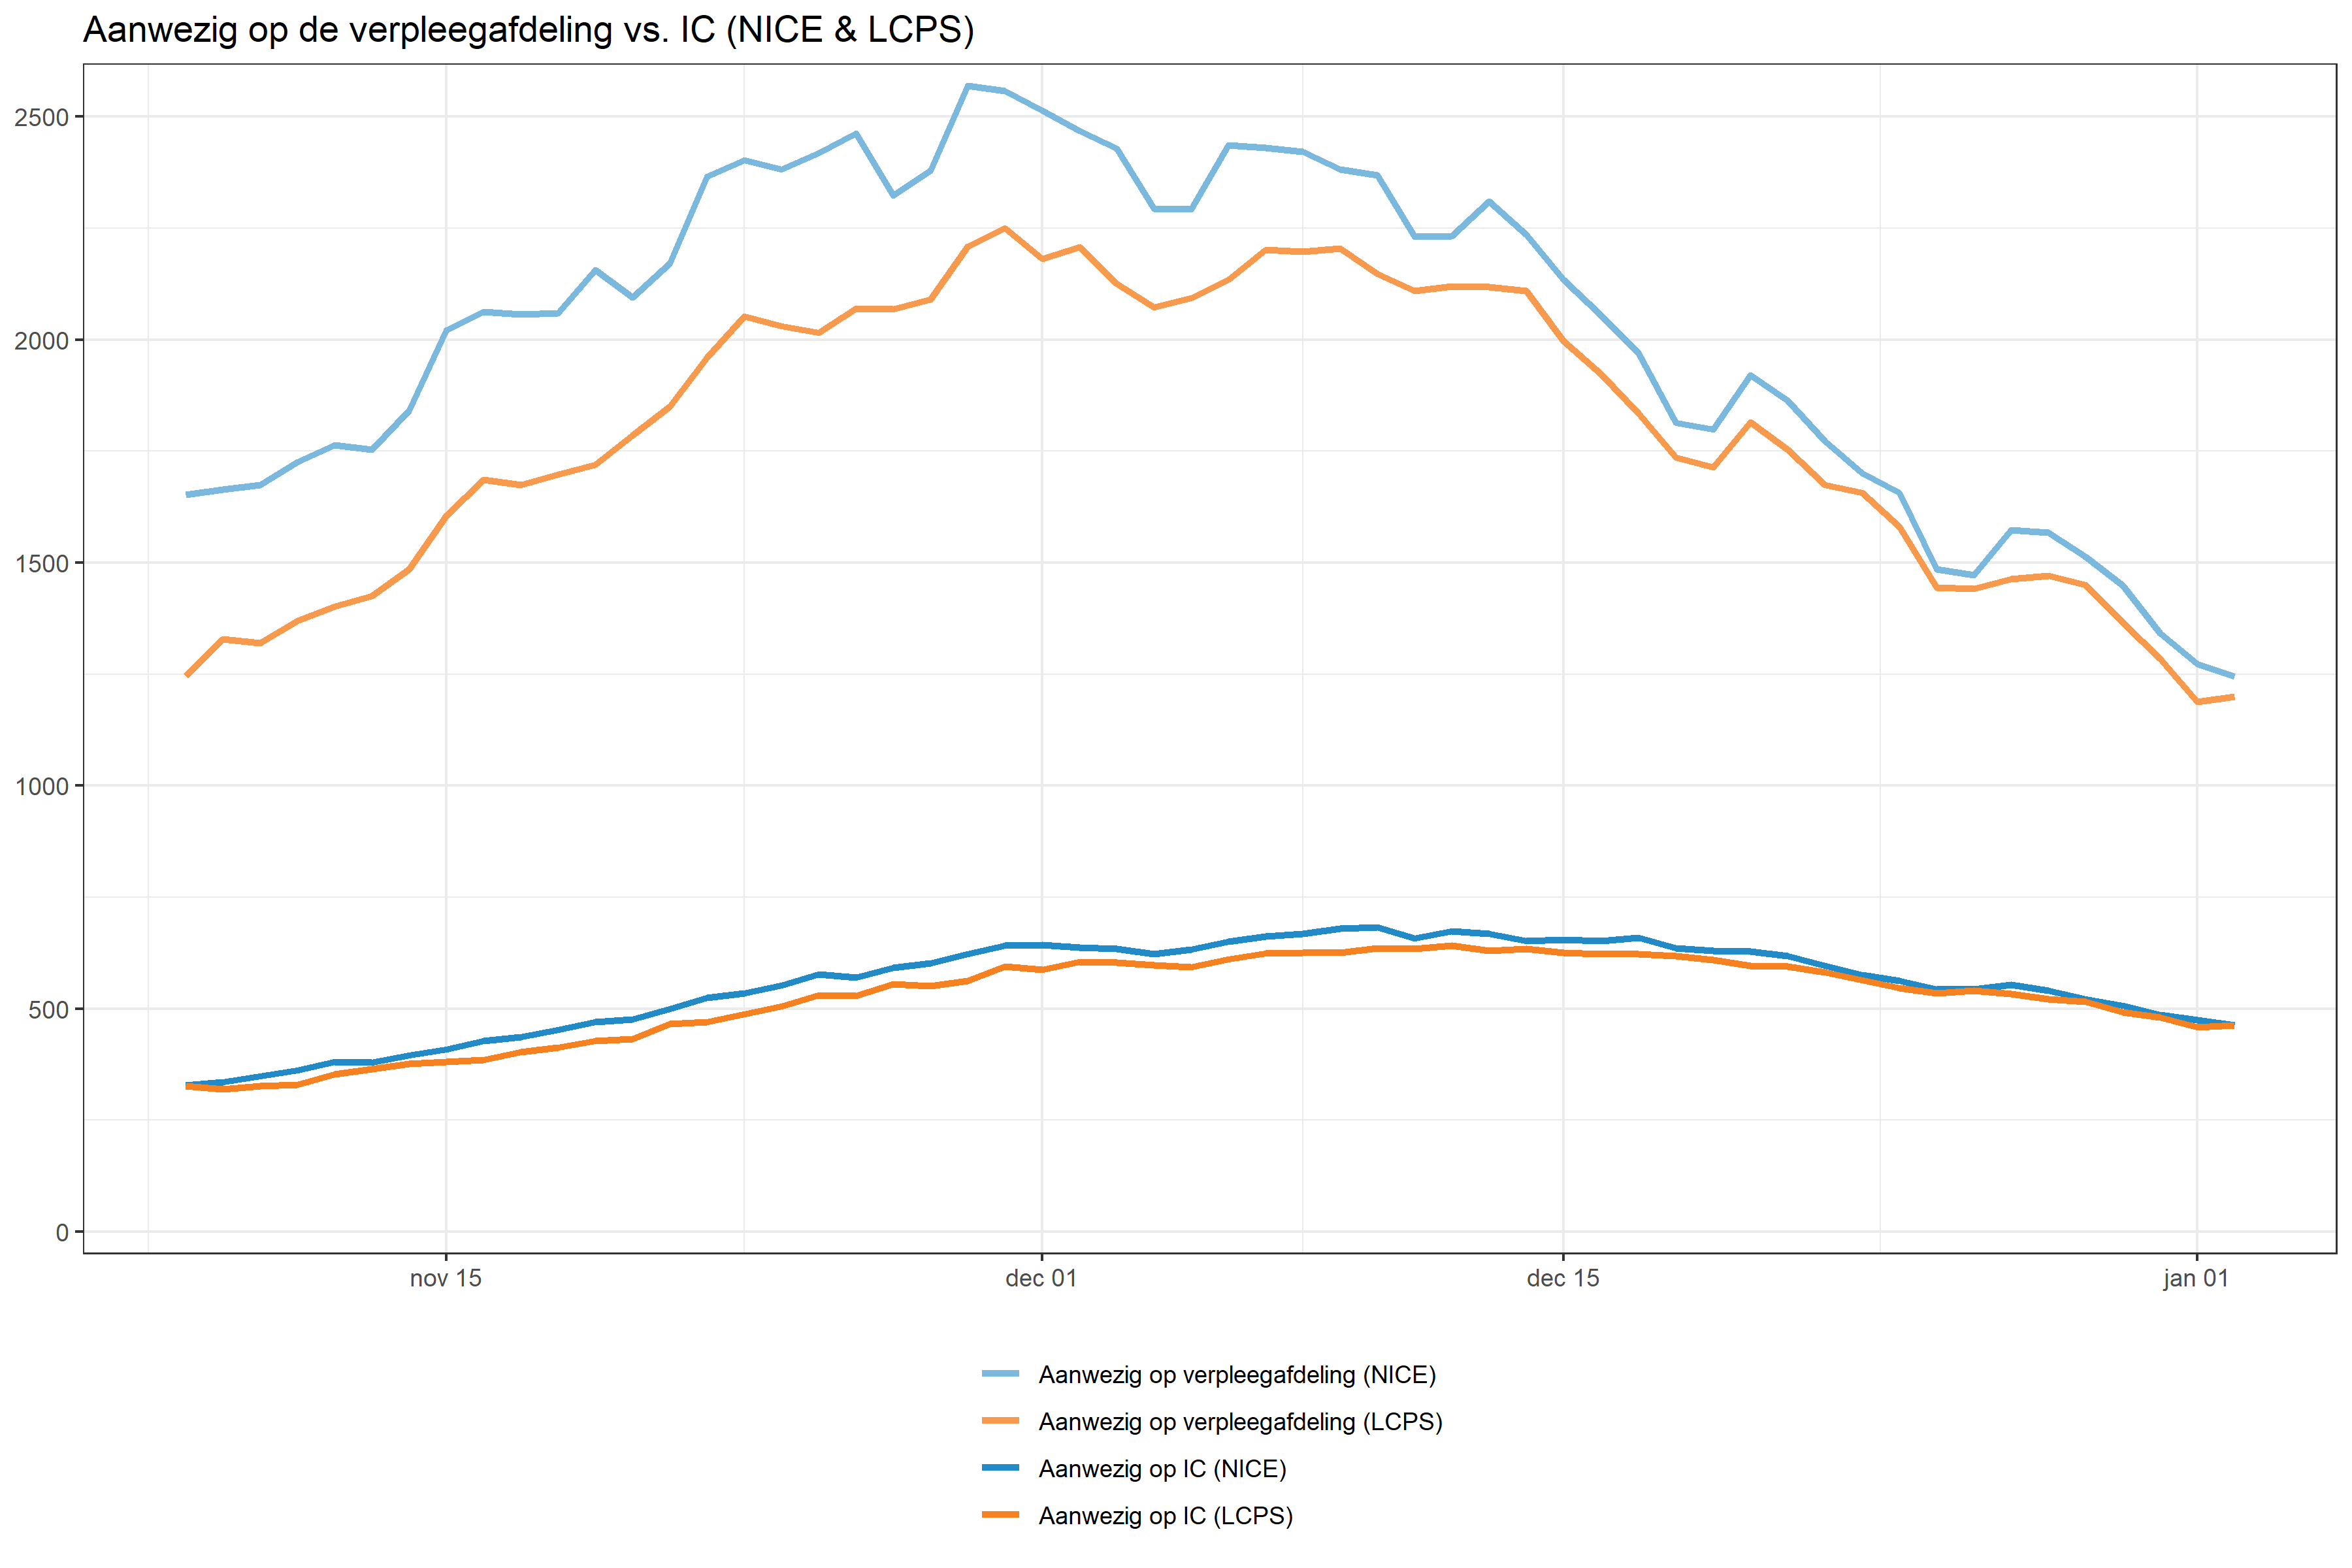 Aanwezig op de verpleegafdeling vs. IC (NICE & LCPS)
2500
2000
1500
1000
500
0
nov 15 dec 01 dec 15 jan 01
Aanwezig op verpleegafdeling (NICE)
Aanwezig op verpleegafdeling (LCPS)
Aanwezig op IC (NICE)
Aanwezig op IC (LCPS)